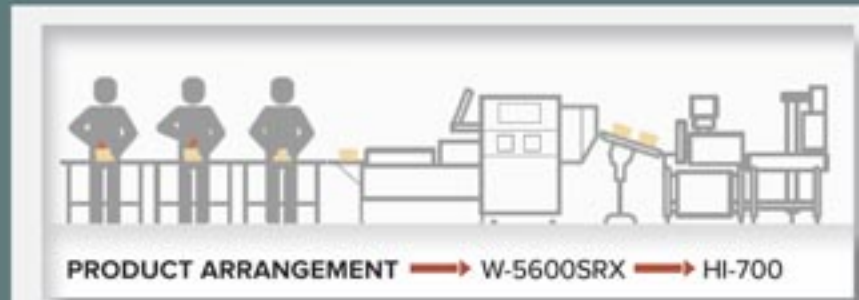 PRODUCT ARRANGEMENT → W-5600SRX → HI-700